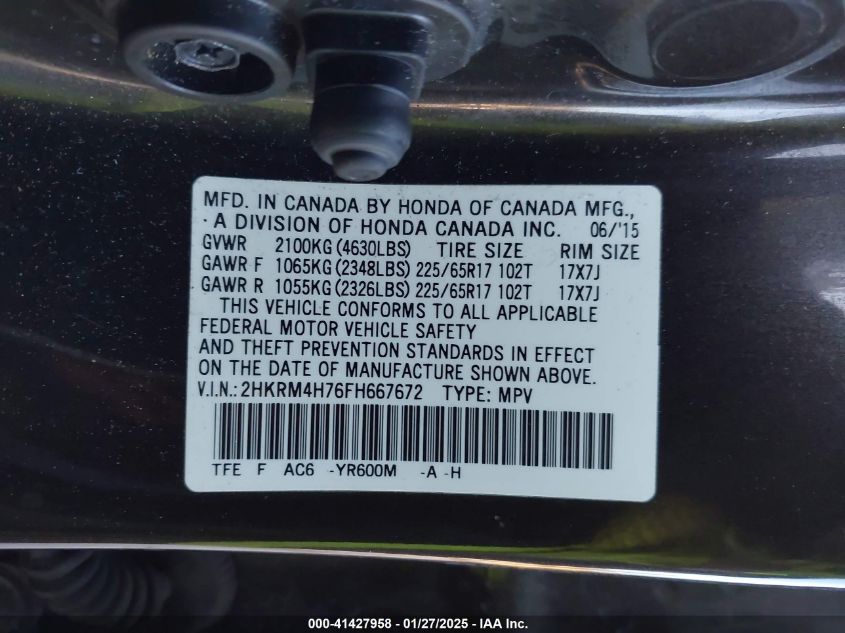 MFD. IN CANADA BY HONDA OF CANADA MFG.,
A DIVISION OF HONDA CANADA INC. 06/'15
GVWR 2100KG (4630LBS) TIRE SIZE RIM SIZE
GAWR F 1065KG (2348LBS) 225/65R17 102T 17X7J
GAWR R 1055KG (2326LBS) 225/65R17 102T 17X7J
THIS VEHICLE CONFORMS TO ALL APPLICABLE
FEDERAL MOTOR VEHICLE SAFETY
AND THEFT PREVENTION STANDARDS IN EFFECT
ON THE DATE OF MANUFACTURE SHOWN ABOVE.
V.I.N.: 2HKRM4H76FH667672 TYPE: MPV
TFE F AC6 -YR600M -A -H
000-41427958 - 01/27/2025 - IAA Inc.